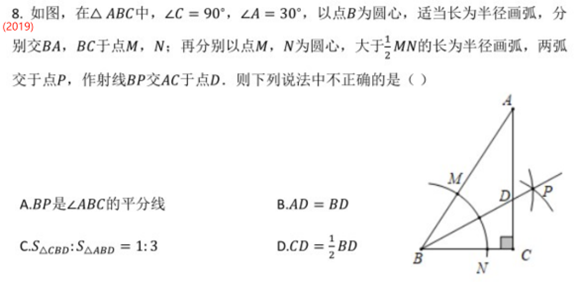 8. 如图，在△ ABC中，∠C = 90°，∠A = 30°，以点B为圆心，适当长为半径画弧，分
(2019)
别交BA，BC于点M，N；再分别以点M，N为圆心，大于\frac{1}{2}MN的长为半径画弧，两弧
交于点P，作射线BP交AC于点D．则下列说法中不正确的是（ ）
A
M
D
P
B
N
C
A.BP是∠ABC的平分线
B.AD = BD
C.S△CBD:S△ABD = 1:3
D.CD = \frac{1}{2}BD